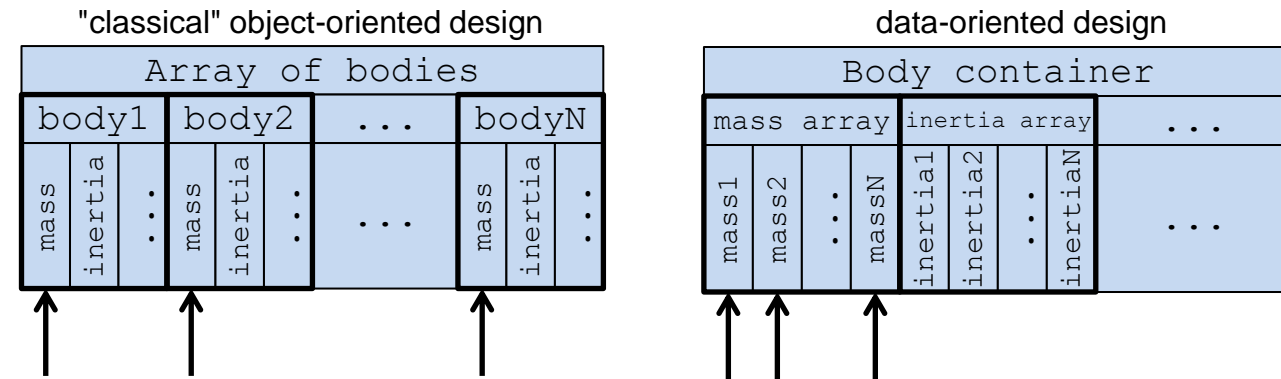 "classical" object-oriented design
Array of bodies
body1 body2 ... bodyN
mass inertia ... mass inertia ... ... mass inertia ...
data-oriented design
Body container
mass array inertia array ...
mass1 mass2 ... massN inertia1 inertia2 ... inertiaN ...